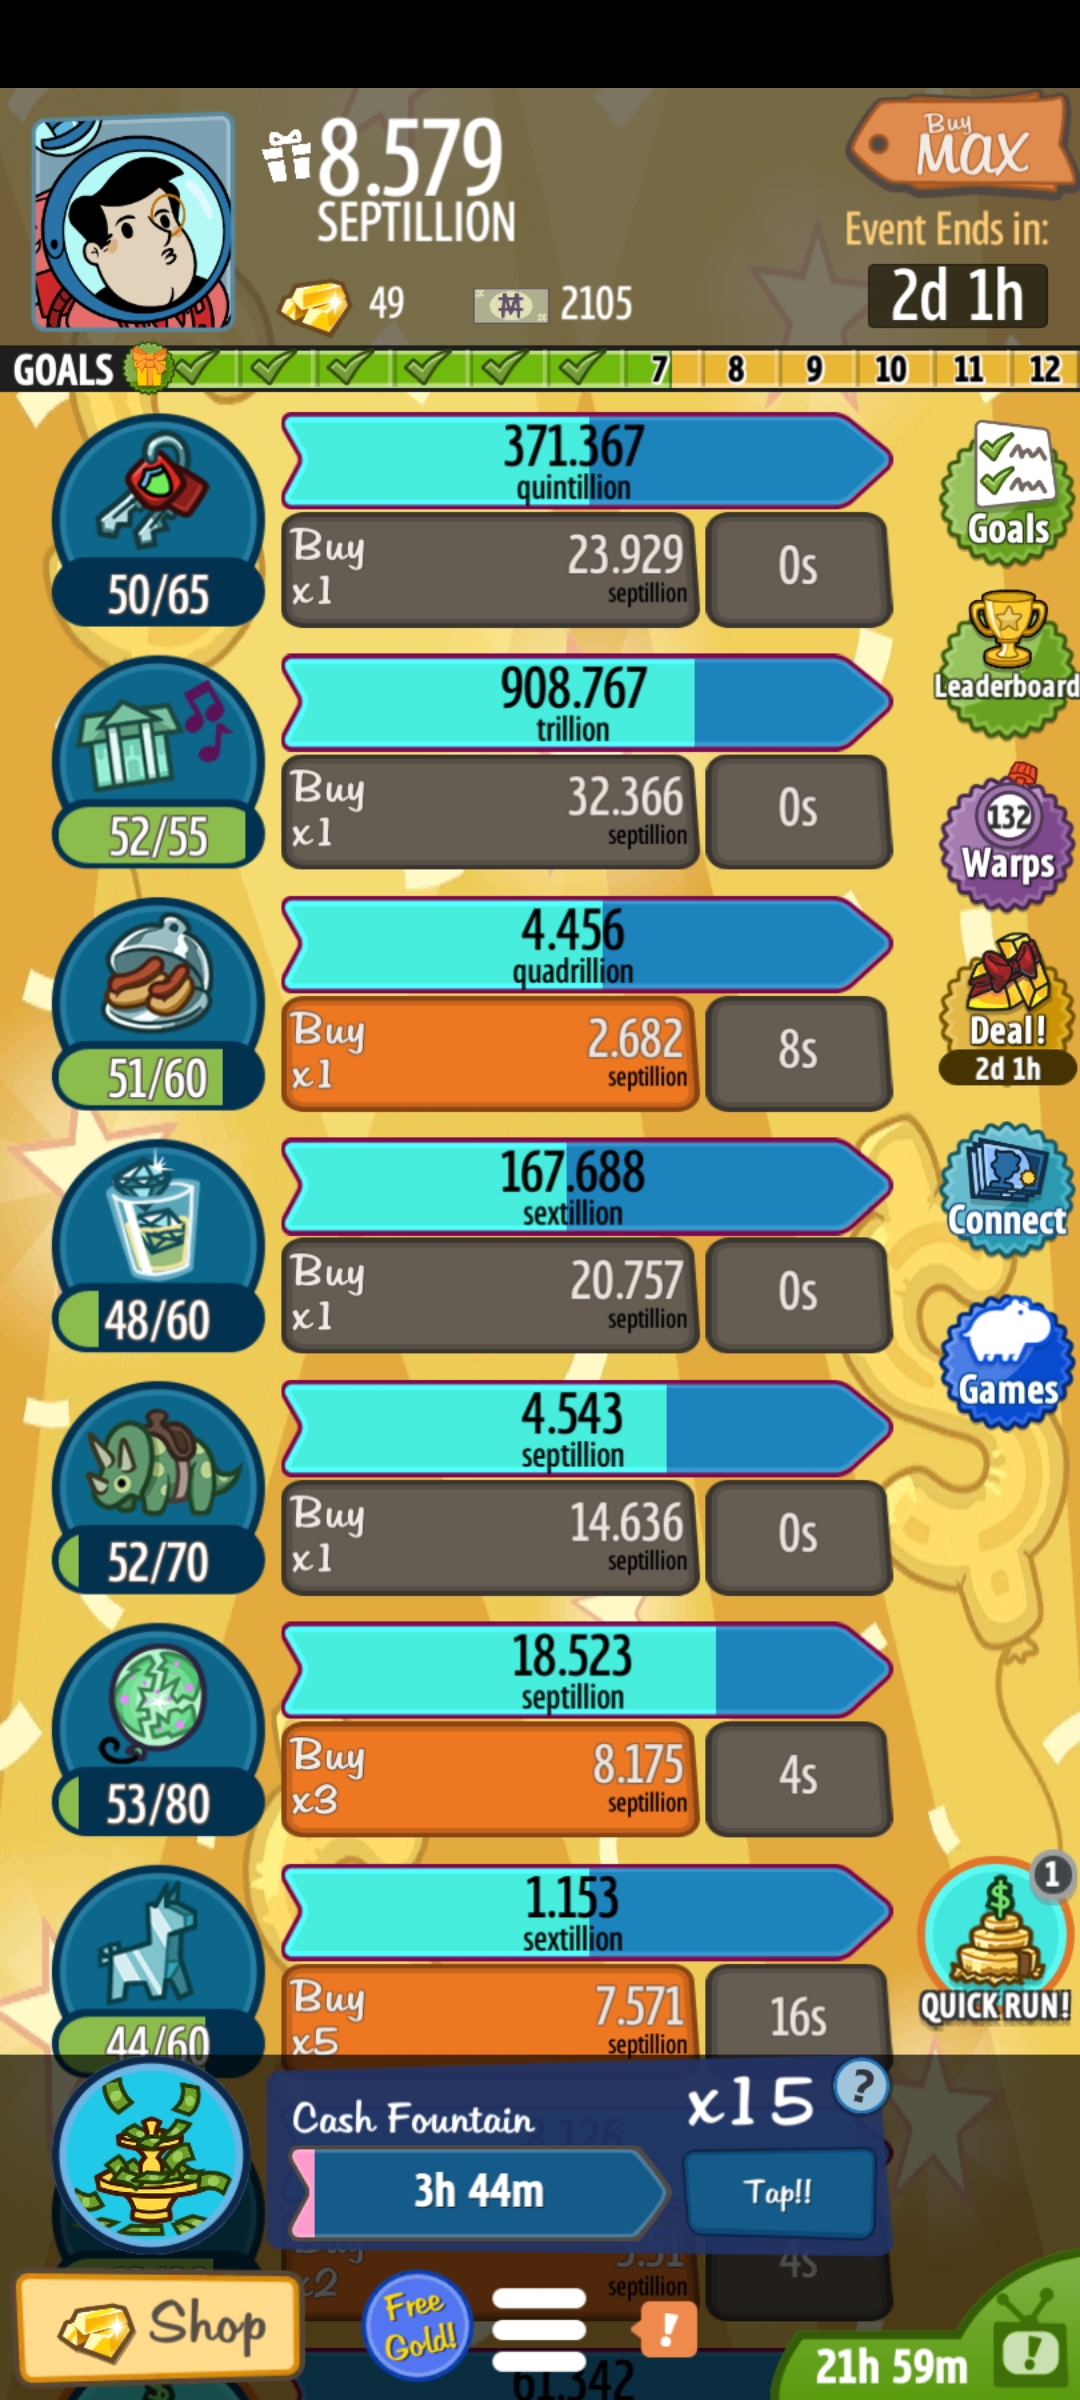 8.579
SEPTILLION
Buy
MAX
Event Ends in:
2d 1h
49
2105
GOALS
7 8 9 10 11 12
371.367
quintillion
Buy
x1
23.929
septillion
0s
50/65
Goals
908.767
trillion
Buy
x1
32.366
septillion
0s
52/55
Leaderboard
4.456
quadrillion
Buy
x1
2.682
septillion
8s
51/60
132
Warps
Deal!
2d 1h
167.688
sextillion
Buy
x1
20.757
septillion
0s
48/60
Connect
4.543
septillion
Buy
x1
14.636
septillion
0s
52/70
Games
18.523
septillion
Buy
x3
8.175
septillion
4s
53/80
1.153
sextillion
Buy
x5
7.571
septillion
16s
44/60
1
QUICK RUN!
Cash Fountain
x15
?
3h 44m
Tap!!
Buy
x2
5.51
septillion
4s
Shop
Free
Gold!
!
21h 59m
!
61.342